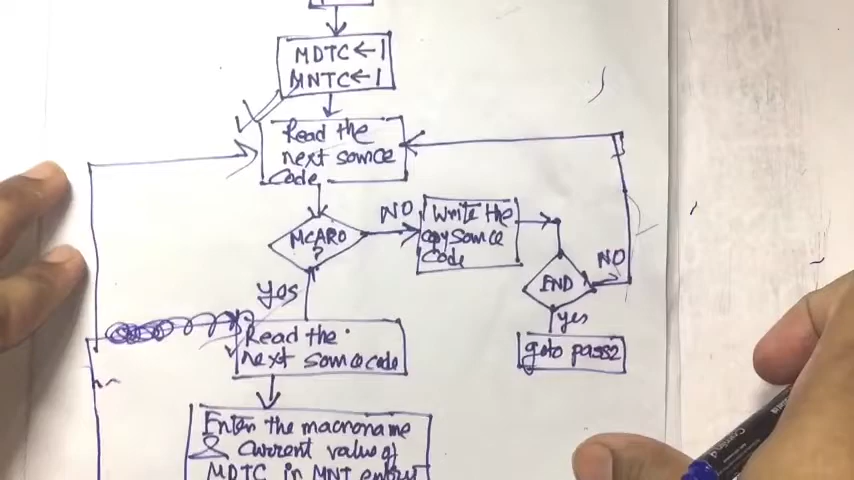 MDTC ← 1
MNTC ← 1
Read the
next source
Code
MCARO
?
NO
Write the
copy source
code
END
NO
yes
goto pass2
Yes
Read the
next source code
Enter the macroname
& current value of
MDTC in MNT entry